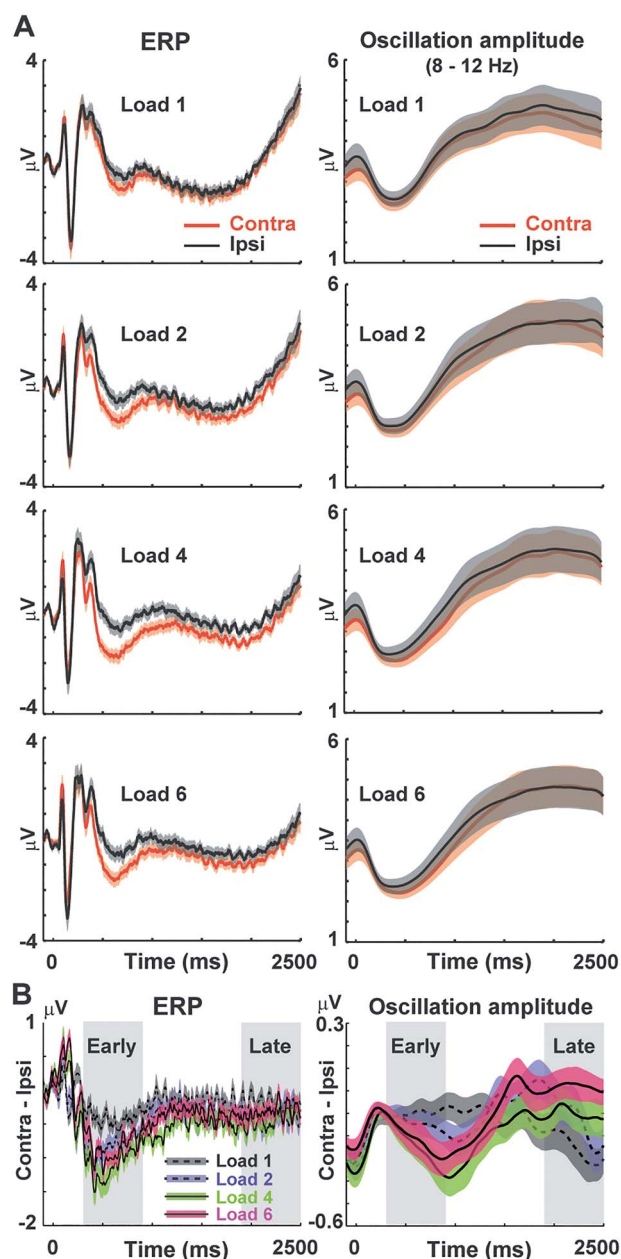 A
ERP
Oscillation amplitude
(8 - 12 Hz)
4
μV
-4
Load 1
Contra
Ipsi
6
μV
1
Load 1
Contra
Ipsi
4
μV
-4
Load 2
6
μV
1
Load 2
4
μV
-4
Load 4
6
μV
1
Load 4
4
μV
-4
Load 6
0 Time (ms) 2500
6
μV
1
Load 6
0 Time (ms) 2500
B
μV
ERP
1
Contra - Ipsi
-2
Early
Late
Load 1
Load 2
Load 4
Load 6
0 Time (ms) 2500
μV
Oscillation amplitude
0.3
Contra - Ipsi
-0.6
Early
Late
0 Time (ms) 2500